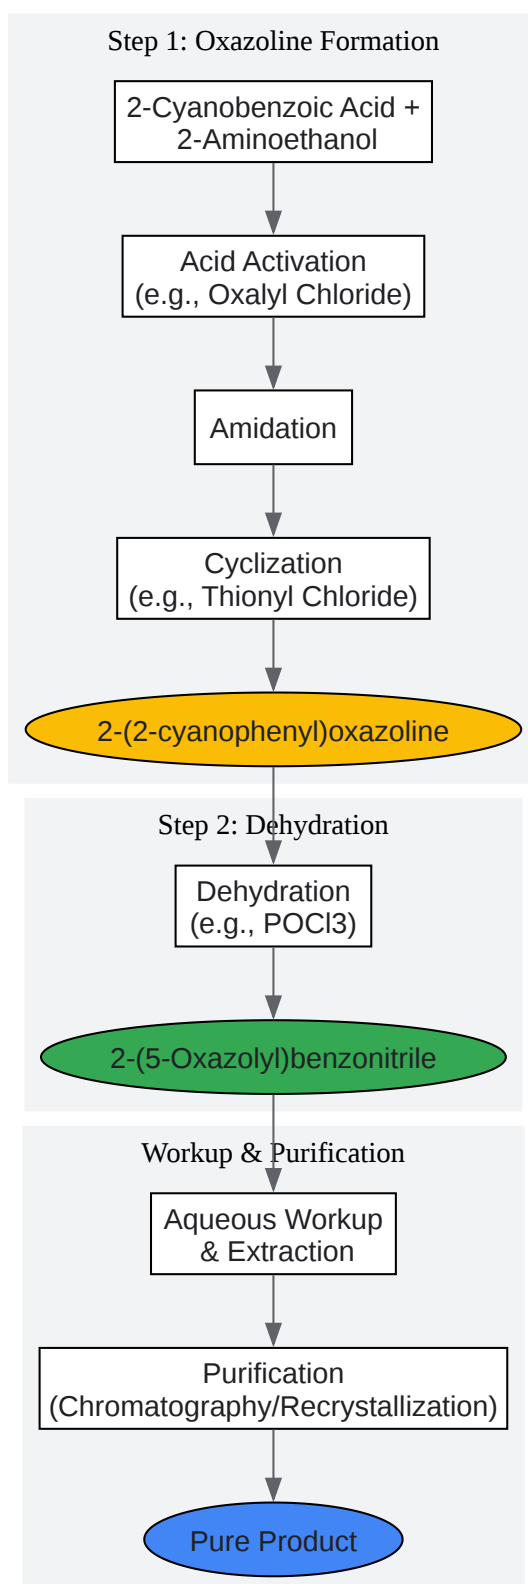 Step 1: Oxazoline Formation
2-Cyanobenzoic Acid +
2-Aminoethanol
Acid Activation
(e.g., Oxalyl Chloride)
Amidation
Cyclization
(e.g., Thionyl Chloride)
2-(2-cyanophenyl)oxazoline
Step 2: Dehydration
Dehydration
(e.g., POCl3)
2-(5-Oxazolyl)benzonitrile
Workup & Purification
Aqueous Workup
& Extraction
Purification
(Chromatography/Recrystallization)
Pure Product